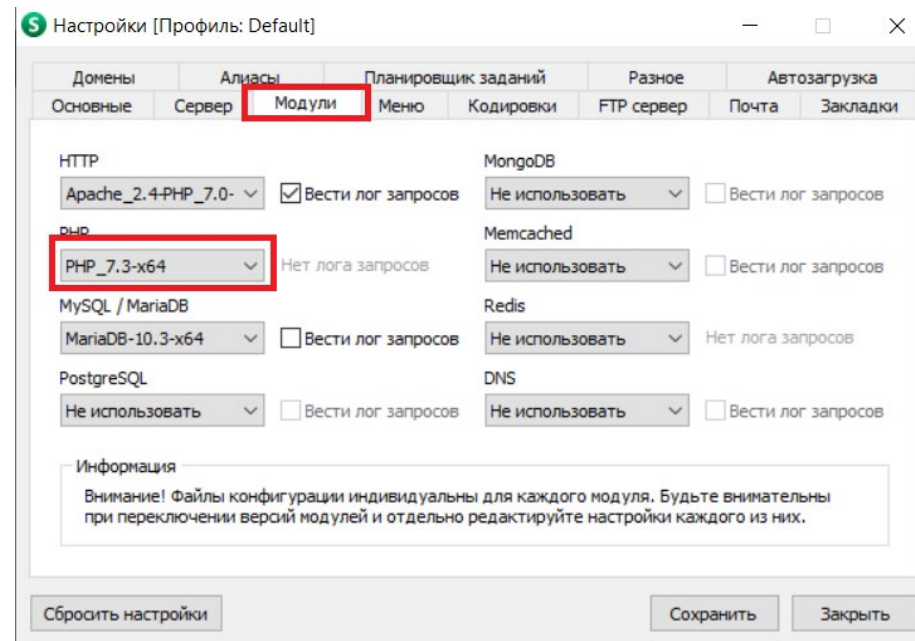 S Настройки [Профиль: Default]
Домены Алиасы Планировщик заданий Разное Автозагрузка
Основные Сервер Модули Меню Кодировки FTP сервер Почта Закладки
HTTP MongoDB
Apache_2.4-PHP_7.0- Вести лог запросов Не использовать Вести лог запросов
PHP Memcached
PHP_7.3-x64 Нет лога запросов Не использовать Вести лог запросов
MySQL / MariaDB Redis
MariaDB-10.3-x64 Вести лог запросов Не использовать Нет лога запросов
PostgreSQL DNS
Не использовать Вести лог запросов Не использовать Вести лог запросов
Информация
Внимание! Файлы конфигурации индивидуальны для каждого модуля. Будьте внимательны
при переключении версий модулей и отдельно редактируйте настройки каждого из них.
Сбросить настройки Сохранить Закрыть